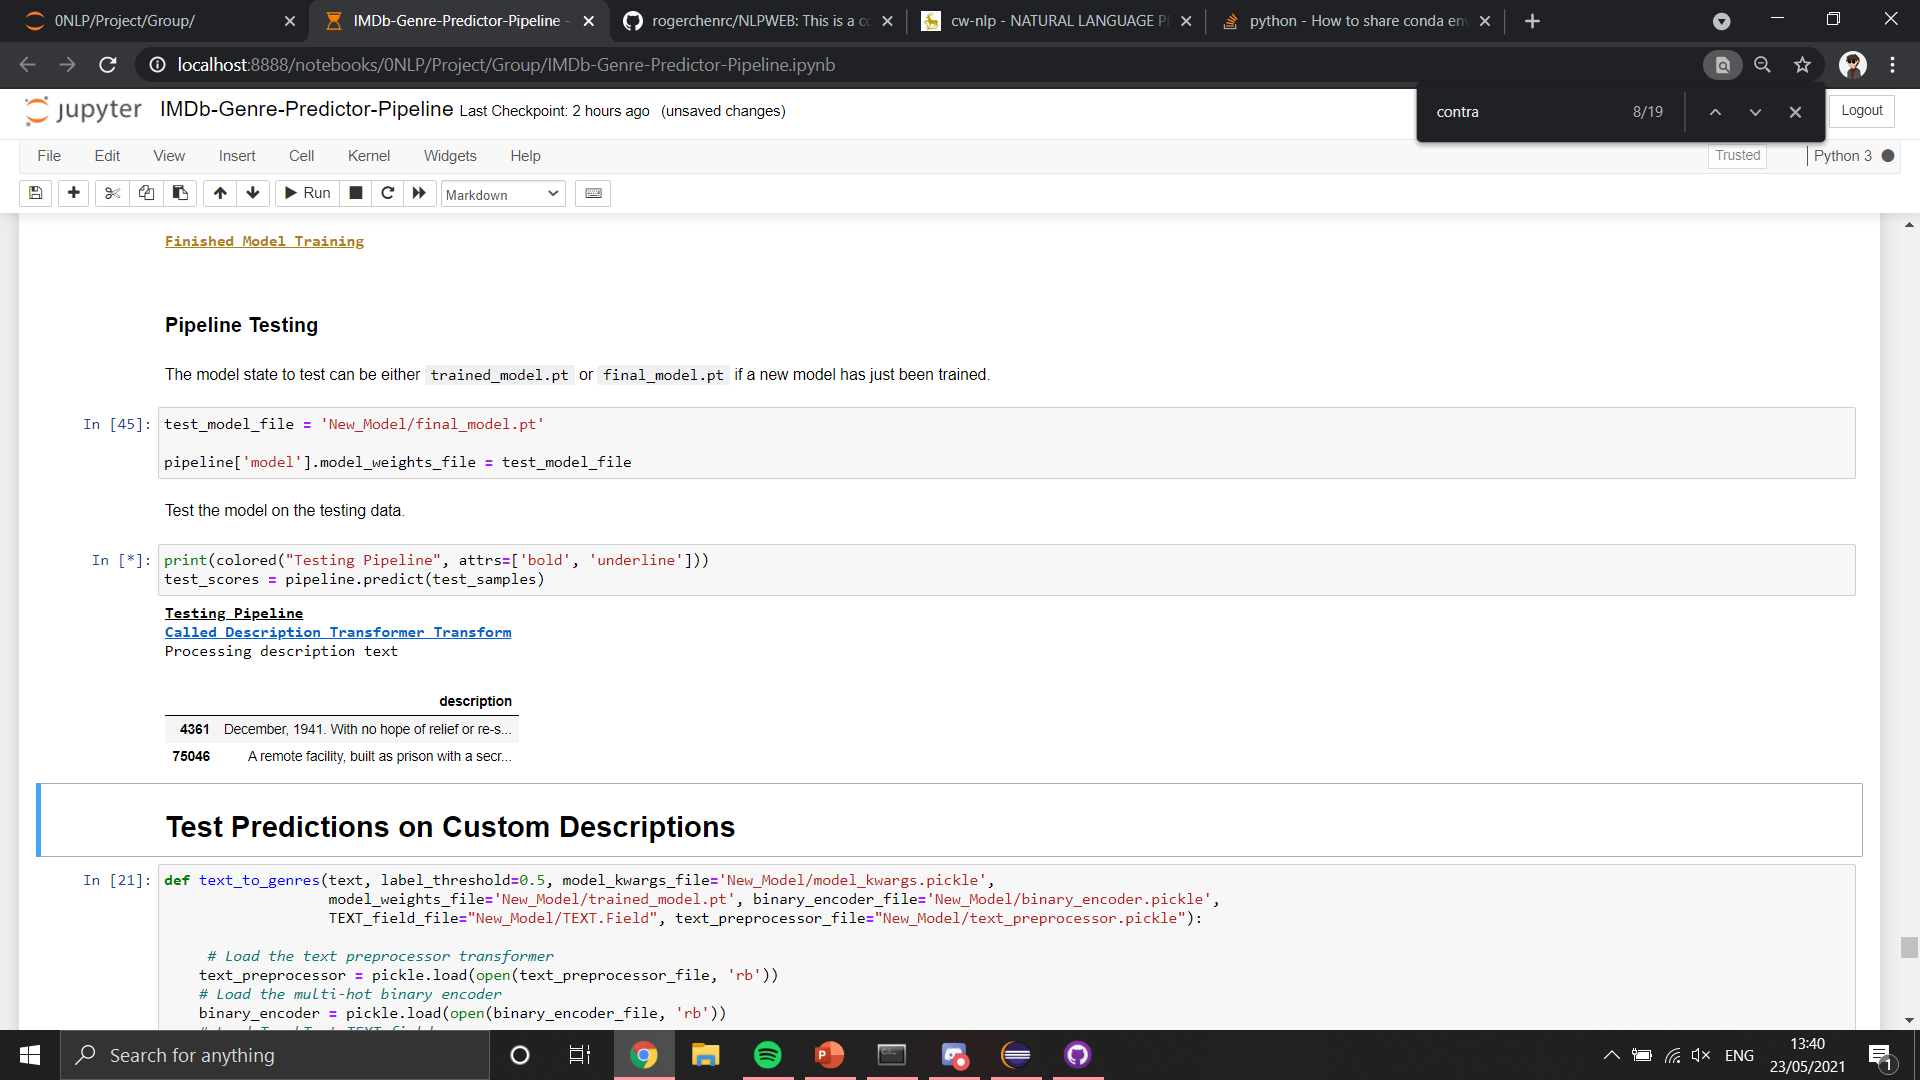 0NLP/Project/Group/
IMDb-Genre-Predictor-Pipeline -
rogerchenrc/NLPWEB: This is a co
cw-nlp - NATURAL LANGUAGE P
python - How to share conda env
localhost:8888/notebooks/0NLP/Project/Group/IMDb-Genre-Predictor-Pipeline.ipynb
contra 8/19
jupyter IMDb-Genre-Predictor-Pipeline Last Checkpoint: 2 hours ago (unsaved changes)
Logout
File Edit View Insert Cell Kernel Widgets Help
Trusted
Python 3
Run
Markdown
Finished Model Training
Pipeline Testing
The model state to test can be either trained_model.pt or final_model.pt if a new model has just been trained.
In [45]: test_model_file = 'New_Model/final_model.pt'
pipeline['model'].model_weights_file = test_model_file
Test the model on the testing data.
In [*]: print(colored("Testing Pipeline", attrs=['bold', 'underline']))
test_scores = pipeline.predict(test_samples)
Testing Pipeline
Called Description Transformer Transform
Processing description text
description
4361 December, 1941. With no hope of relief or re-s...
75046 A remote facility, built as prison with a secr...
Test Predictions on Custom Descriptions
In [21]: def text_to_genres(text, label_threshold=0.5, model_kwargs_file='New_Model/model_kwargs.pickle',
model_weights_file='New_Model/trained_model.pt', binary_encoder_file='New_Model/binary_encoder.pickle',
TEXT_field_file="New_Model/TEXT.Field", text_preprocessor_file="New_Model/text_preprocessor.pickle"):
# Load the text preprocessor transformer
text_preprocessor = pickle.load(open(text_preprocessor_file, 'rb'))
# Load the multi-hot binary encoder
binary_encoder = pickle.load(open(binary_encoder_file, 'rb'))
Search for anything
ENG
13:40
23/05/2021
1